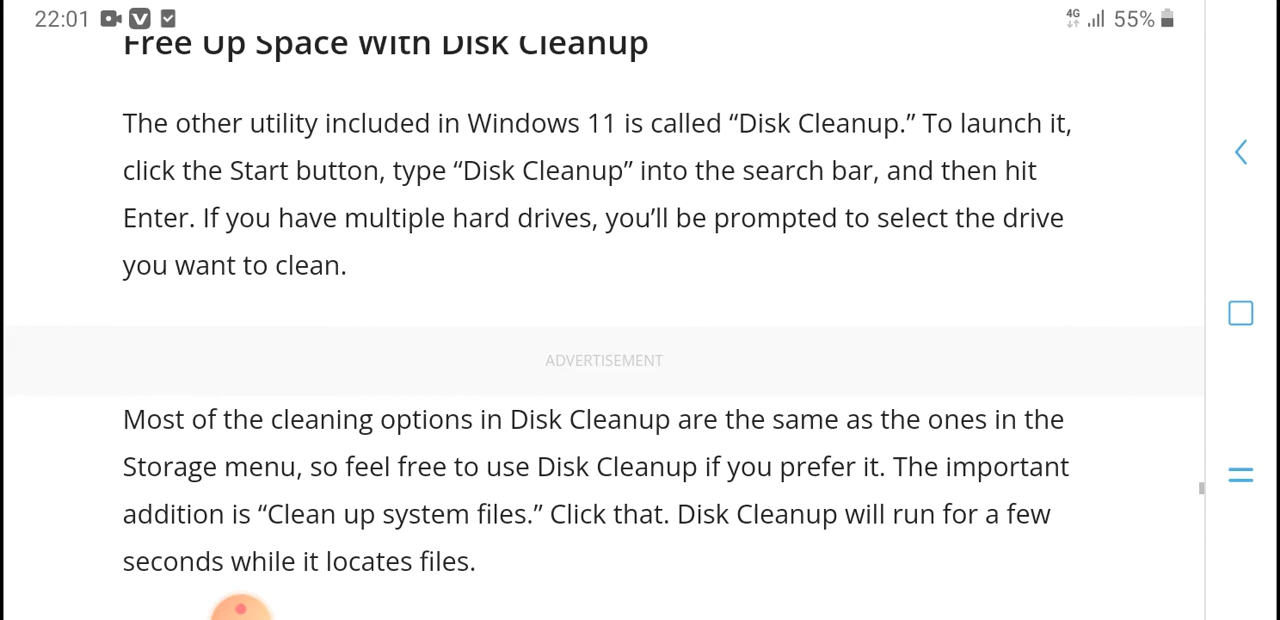 22:01
4G
55%
Free Up Space With Disk Cleanup
The other utility included in Windows 11 is called “Disk Cleanup.” To launch it,
click the Start button, type “Disk Cleanup” into the search bar, and then hit
Enter. If you have multiple hard drives, you’ll be prompted to select the drive
you want to clean.
ADVERTISEMENT
Most of the cleaning options in Disk Cleanup are the same as the ones in the
Storage menu, so feel free to use Disk Cleanup if you prefer it. The important
addition is “Clean up system files.” Click that. Disk Cleanup will run for a few
seconds while it locates files.